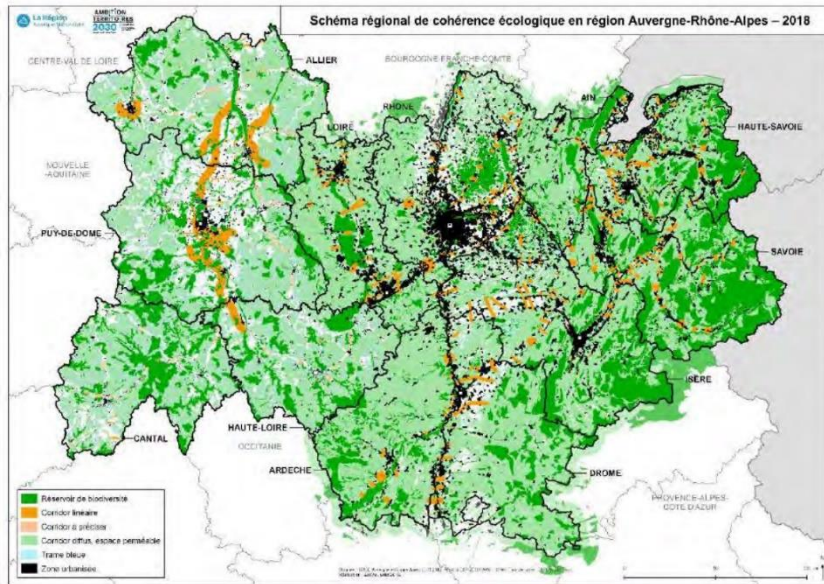 La Région
AMBITION
TERRITOIRES
2030
Schéma régional de cohérence écologique en région Auvergne-Rhône-Alpes – 2018
CENTRE-VAL DE LOIRE
ALLIER
BOURGOGNE FRANCHE-COMTE
AIN
RHONE
LOIRE
HAUTE-SAVOIE
NOUVELLE
-AQUITAINE
PUY-DE-DOME
SAVOIE
ISÈRE
HAUTE-LOIRE
CANTAL
OCCITANIE
ARDECHE
DROME
PROVENCE-ALPES-
COTE D'AZUR
Réservoir de biodiversité
Corridor linéaire
Corridor à préciser
Corridor diffus, espace perméable
Trame bleue
Zone urbanisée